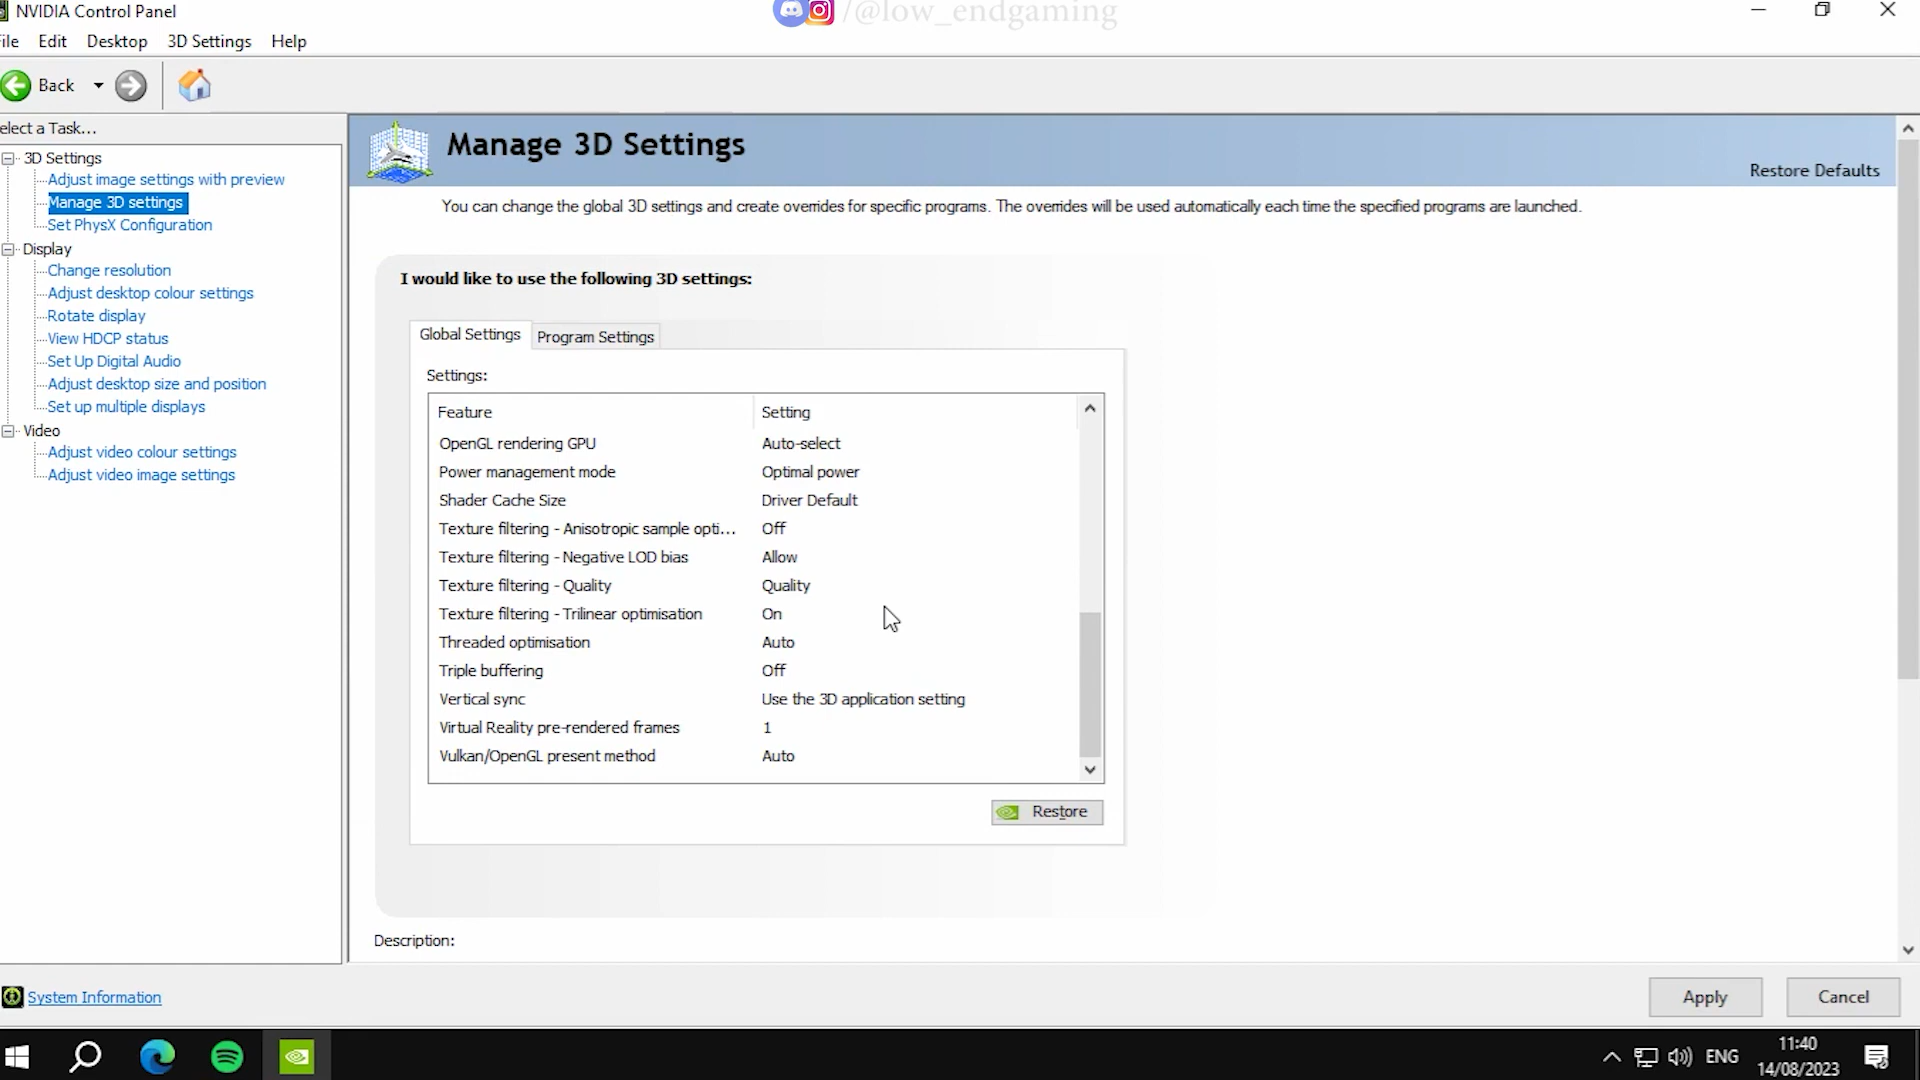 NVIDIA Control Panel
/@low_endgaming
ile Edit Desktop 3D Settings Help
Back
elect a Task...
3D Settings
Adjust image settings with preview
Manage 3D settings
Set PhysX Configuration
Display
Change resolution
Adjust desktop colour settings
Rotate display
View HDCP status
Set Up Digital Audio
Adjust desktop size and position
Set up multiple displays
Video
Adjust video colour settings
Adjust video image settings
Manage 3D Settings
Restore Defaults
You can change the global 3D settings and create overrides for specific programs. The overrides will be used automatically each time the specified programs are launched.
I would like to use the following 3D settings:
Global Settings Program Settings
Settings:
Feature Setting
OpenGL rendering GPU Auto-select
Power management mode Optimal power
Shader Cache Size Driver Default
Texture filtering - Anisotropic sample opti... Off
Texture filtering - Negative LOD bias Allow
Texture filtering - Quality Quality
Texture filtering - Trilinear optimisation On
Threaded optimisation Auto
Triple buffering Off
Vertical sync Use the 3D application setting
Virtual Reality pre-rendered frames 1
Vulkan/OpenGL present method Auto
Restore
Description:
System Information
Apply Cancel
ENG
11:40
14/08/2023